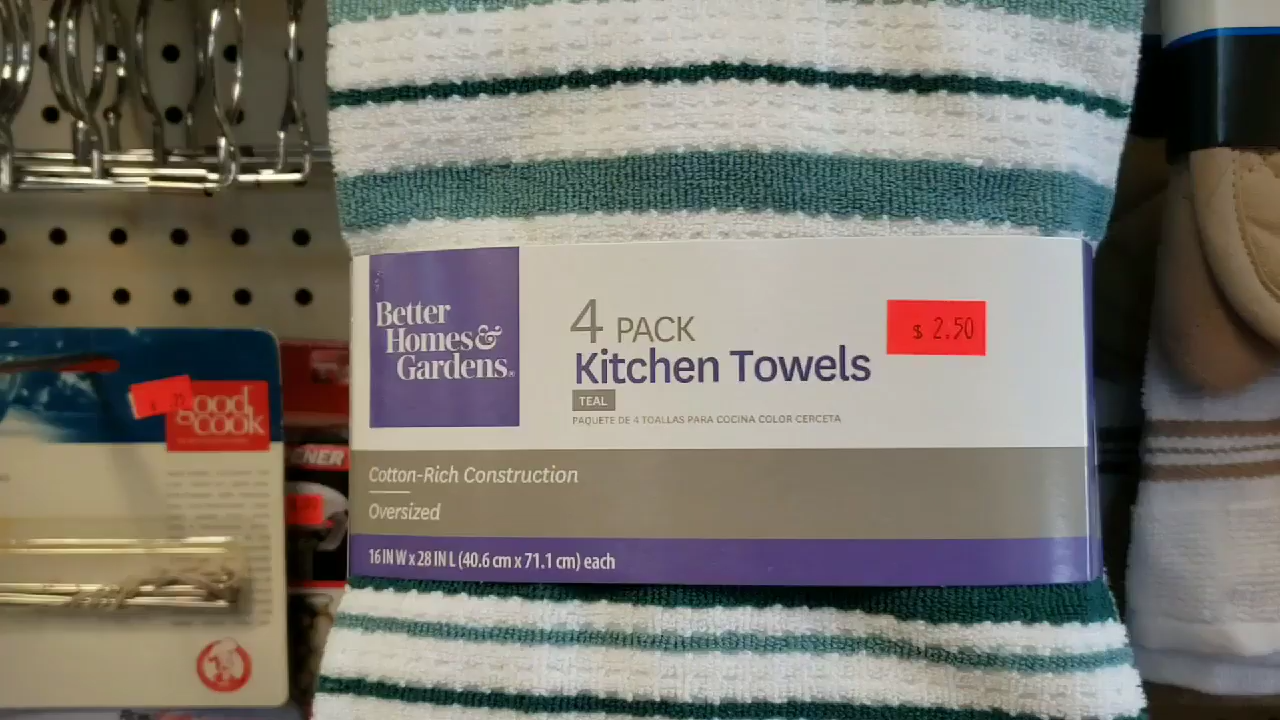 Better
Homes &
Gardens®
4 PACK
Kitchen Towels
TEAL
PAQUETE DE 4 TOALLAS PARA COCINA COLOR CERCETA
$ 2.50
Cotton-Rich Construction
Oversized
16 IN W x 28 IN L (40.6 cm x 71.1 cm) each
good
cook